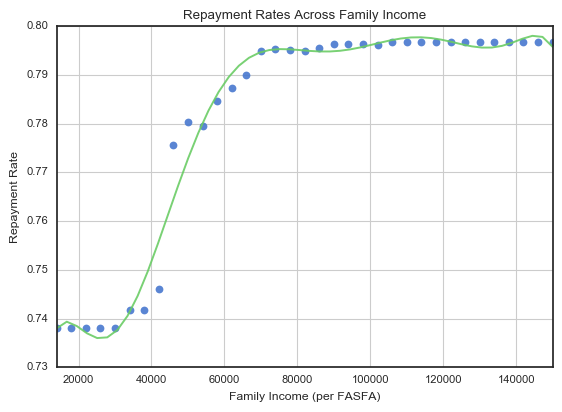 Repayment Rates Across Family Income
0.80
0.79
0.78
0.77
0.76
0.75
0.74
0.73
Repayment Rate
20000 40000 60000 80000 100000 120000 140000
Family Income (per FASFA)